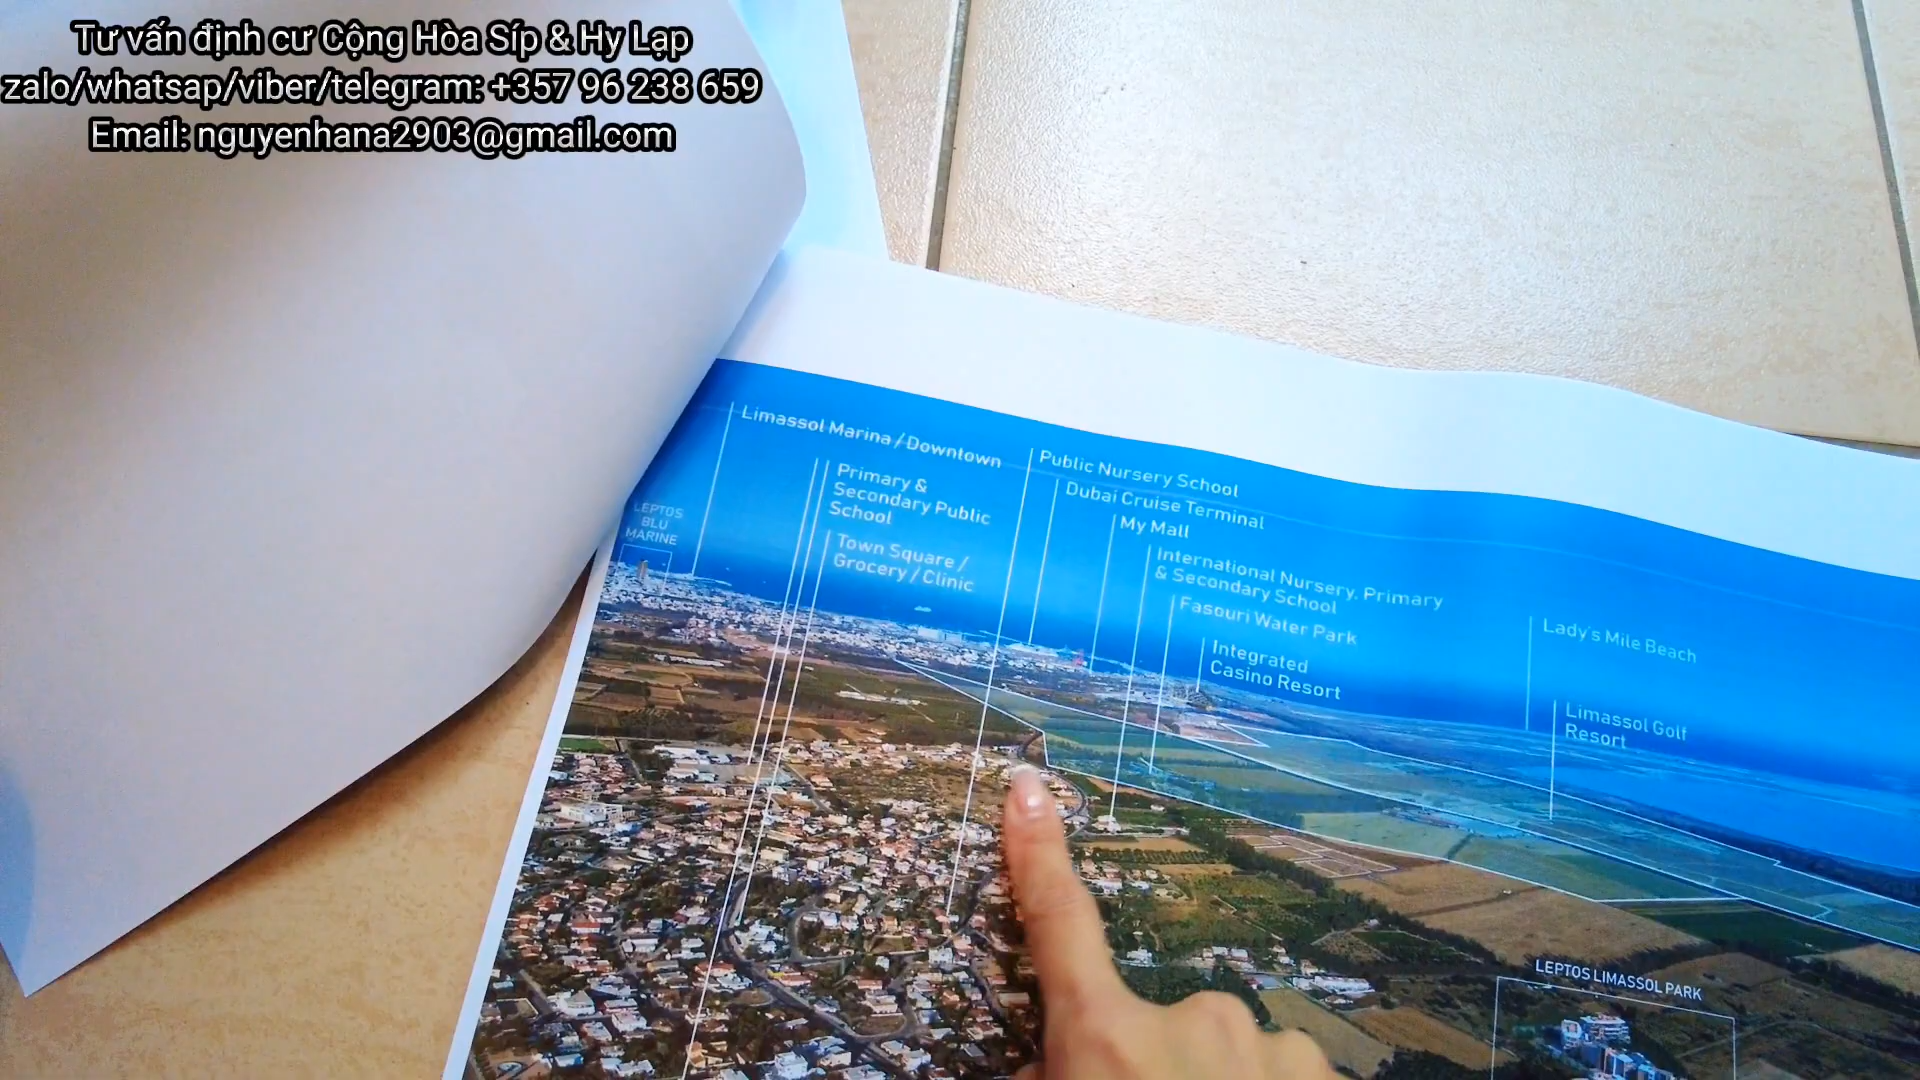 Tư vấn định cư Cộng Hòa Síp & Hy Lạp
zalo/whatsap/viber/telegram: +357 96 238 659
Email: nguyenhana2903@gmail.com
Limassol Marina / Downtown
Public Nursery School
Primary &
Secondary Public
School
Dubai Cruise Terminal
My Mall
LEPTOS
BLU
MARINE
Town Square /
Grocery / Clinic
International Nursery, Primary
& Secondary School
Fasouri Water Park
Integrated
Casino Resort
Lady's Mile Beach
Limassol Golf
Resort
LEPTOS LIMASSOL PARK